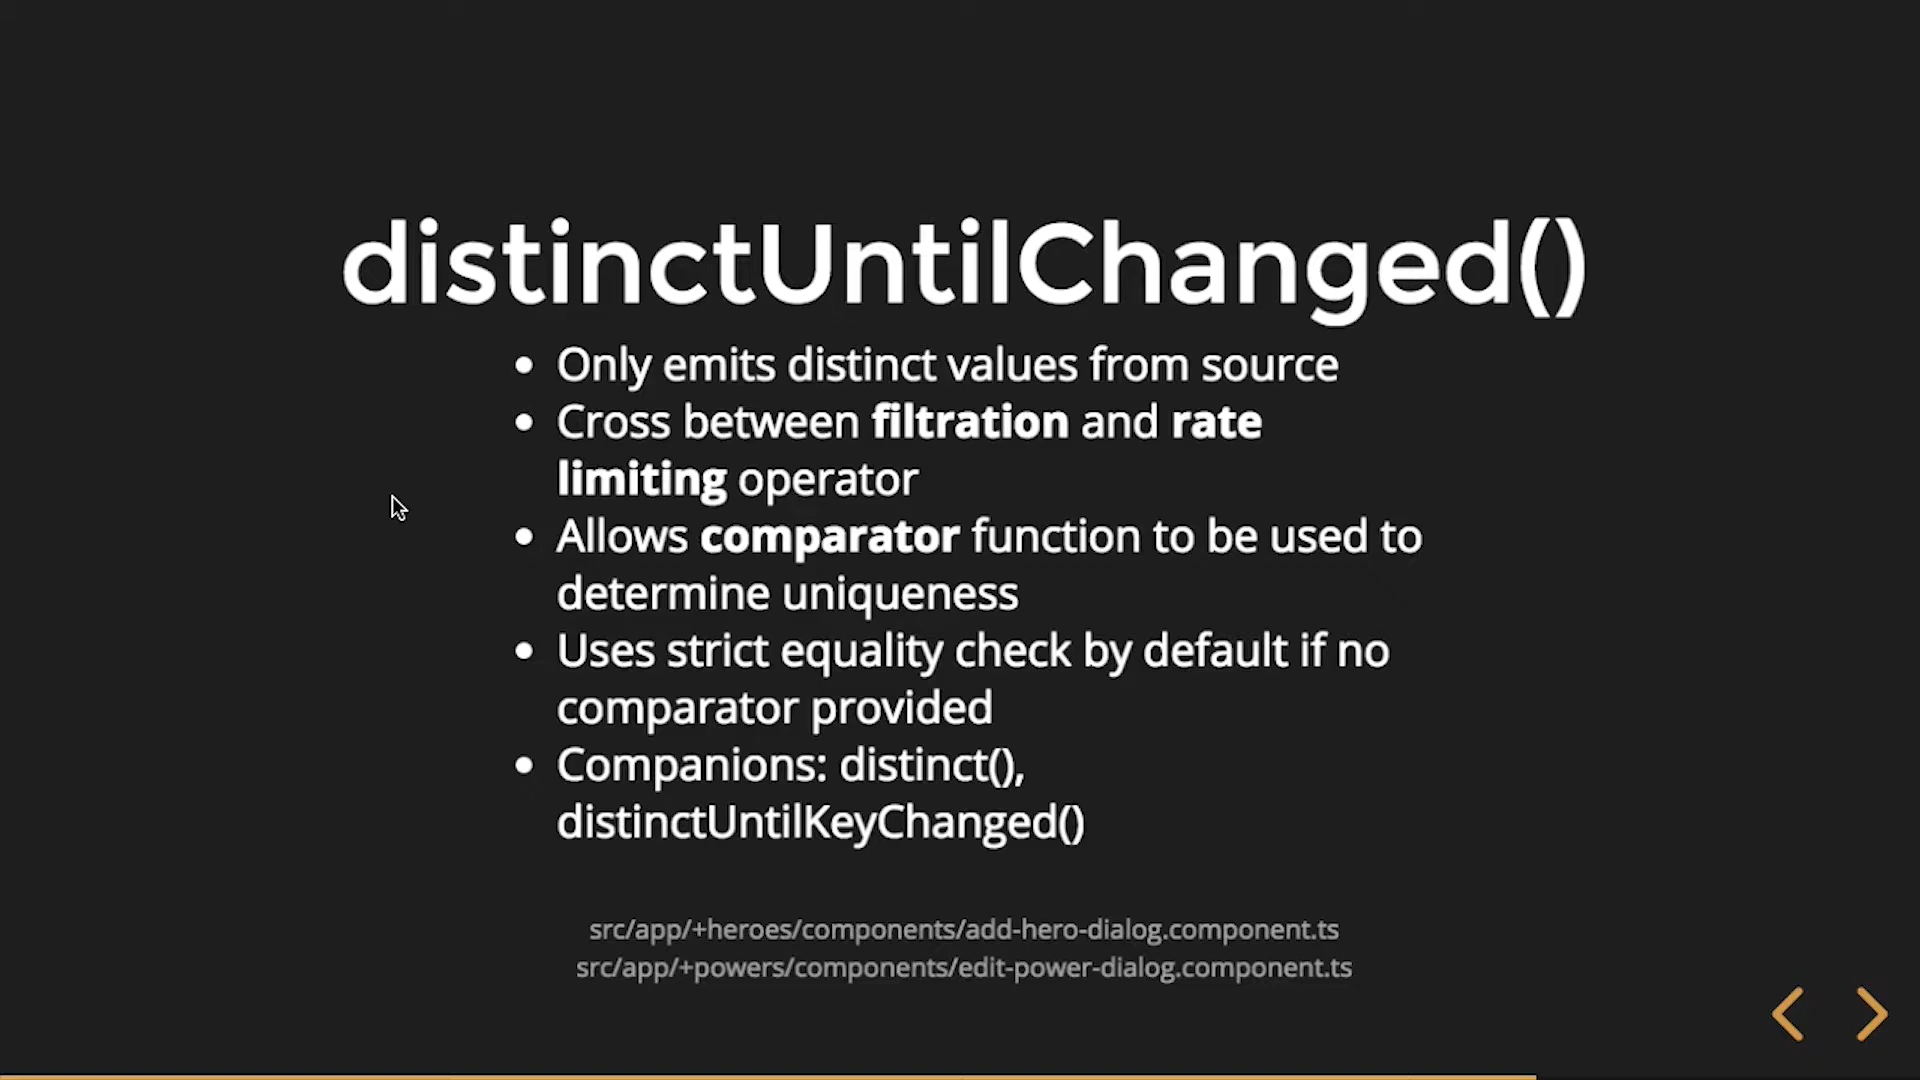 distinctUntilChanged()
• Only emits distinct values from source
• Cross between filtration and rate
limiting operator
• Allows comparator function to be used to
determine uniqueness
• Uses strict equality check by default if no
comparator provided
• Companions: distinct(),
distinctUntilKeyChanged()
src/app/+heroes/components/add-hero-dialog.component.ts
src/app/+powers/components/edit-power-dialog.component.ts